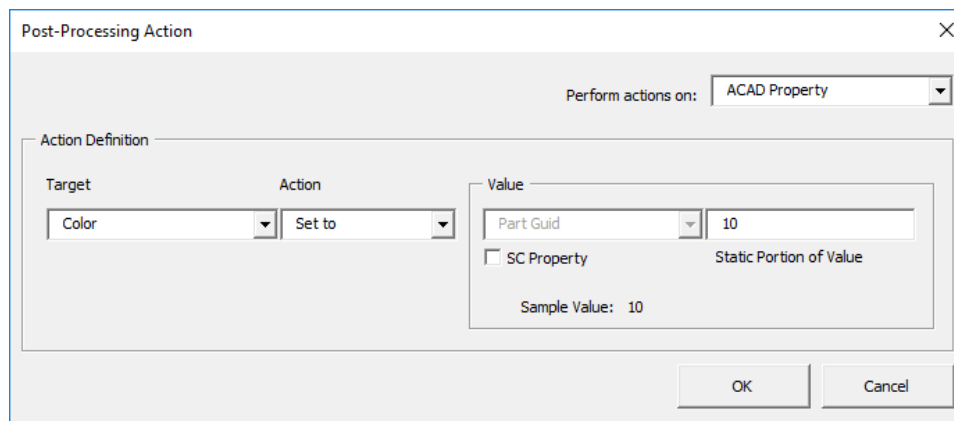 Post-Processing Action
Perform actions on: ACAD Property
Action Definition
Target Action Value
Color Set to Part Guid 10
SC Property Static Portion of Value
Sample Value: 10
OK Cancel